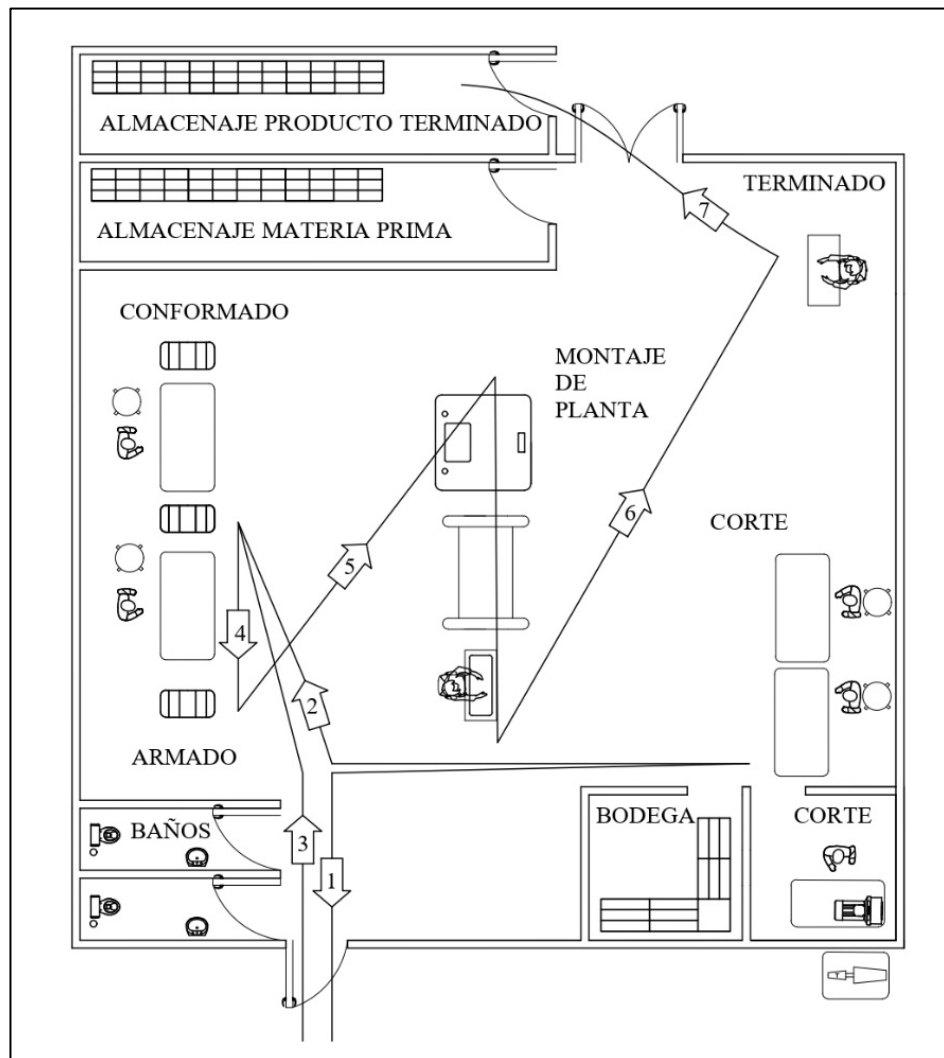 ALMACENAJE PRODUCTO TERMINADO
ALMACENAJE MATERIA PRIMA
TERMINADO
7
CONFORMADO
MONTAJE
DE
PLANTA
6
CORTE
5
4
2
ARMADO
BAÑOS
3
1
BODEGA
CORTE